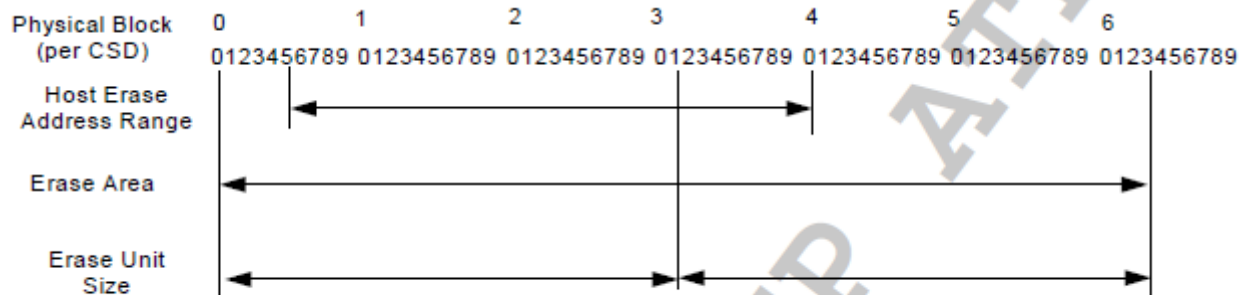 Physical Block 0 1 2 3 4 5 6
(per CSD) 0123456789 0123456789 0123456789 0123456789 0123456789 0123456789 0123456789
Host Erase
Address Range
Erase Area
Erase Unit
Size